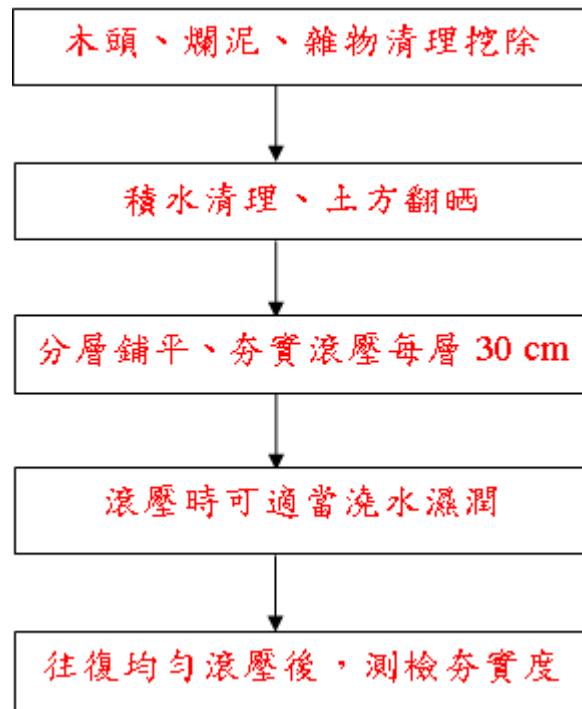 木頭、爛泥、雜物清理挖除
積水清理、土方翻晒
分層鋪平、夯實滾壓每層 30 cm
滾壓時可適當澆水濕潤
往復均勻滾壓後，測檢夯實度